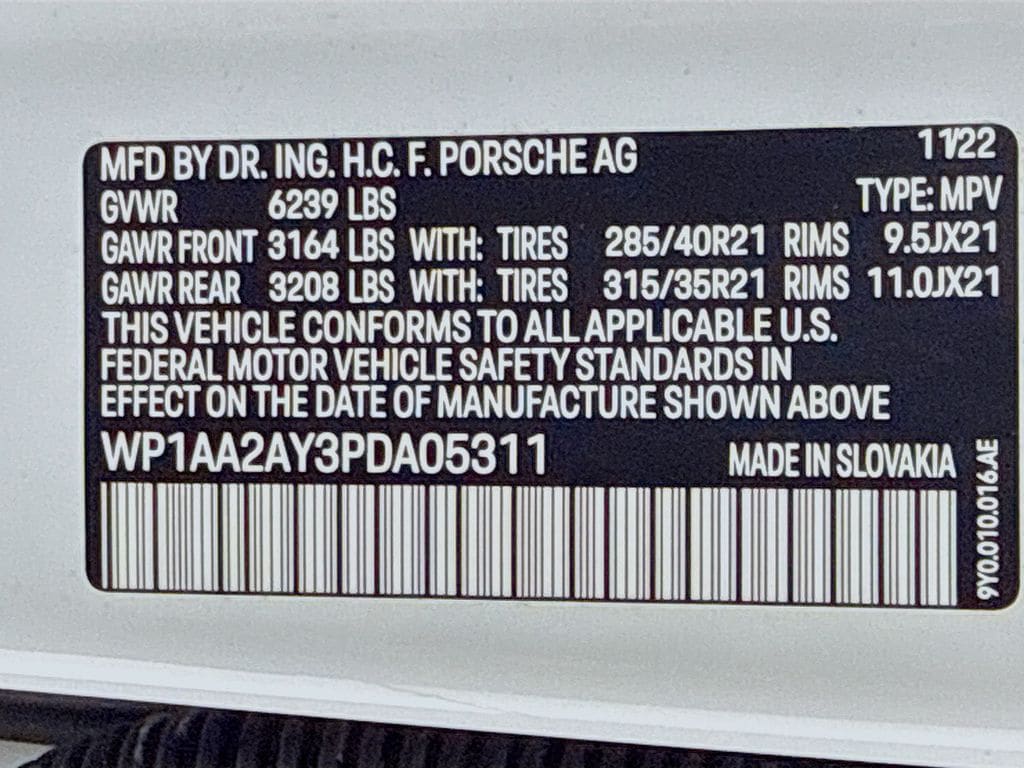 MFD BY DR. ING. H.C. F. PORSCHE AG 11/22
GVWR 6239 LBS TYPE: MPV
GAWR FRONT 3164 LBS WITH: TIRES 285/40R21 RIMS 9.5JX21
GAWR REAR 3208 LBS WITH: TIRES 315/35R21 RIMS 11.0JX21
THIS VEHICLE CONFORMS TO ALL APPLICABLE U.S.
FEDERAL MOTOR VEHICLE SAFETY STANDARDS IN
EFFECT ON THE DATE OF MANUFACTURE SHOWN ABOVE
WP1AA2AY3PDA05311 MADE IN SLOVAKIA
9Y0.010.016.AE